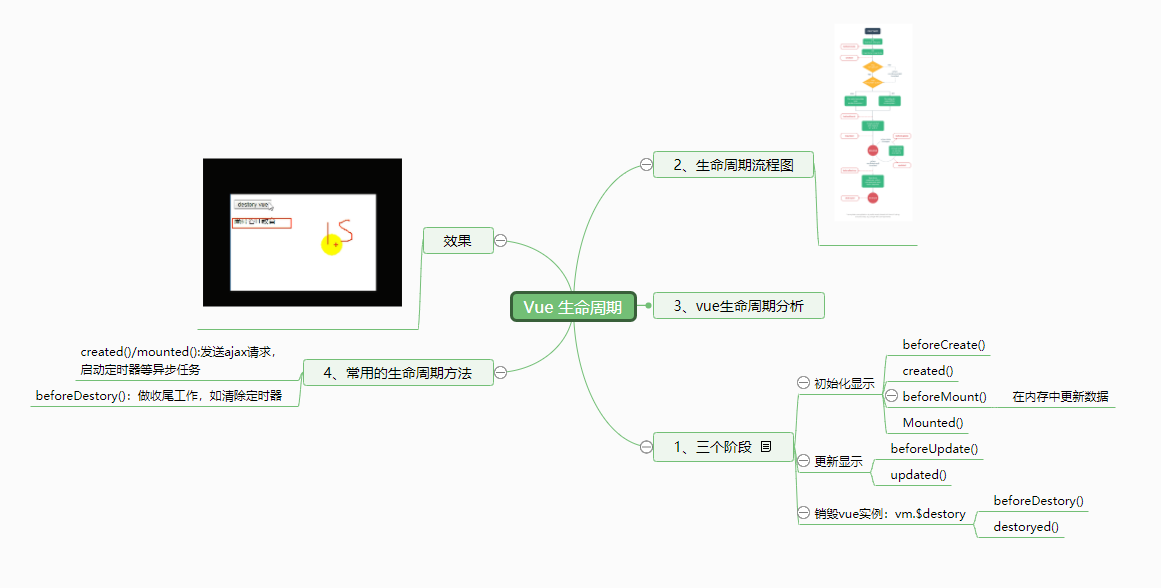 Vue 生命周期
效果
destory vue
4、常用的生命周期方法
created()/mounted():发送ajax请求，
启动定时器等异步任务
beforeDestory()：做收尾工作，如清除定时器
2、生命周期流程图
3、vue生命周期分析
1、三个阶段
初始化显示
beforeCreate()
created()
beforeMount()
在内存中更新数据
Mounted()
更新显示
beforeUpdate()
updated()
销毁vue实例：vm.$destory
beforeDestory()
destoryed()